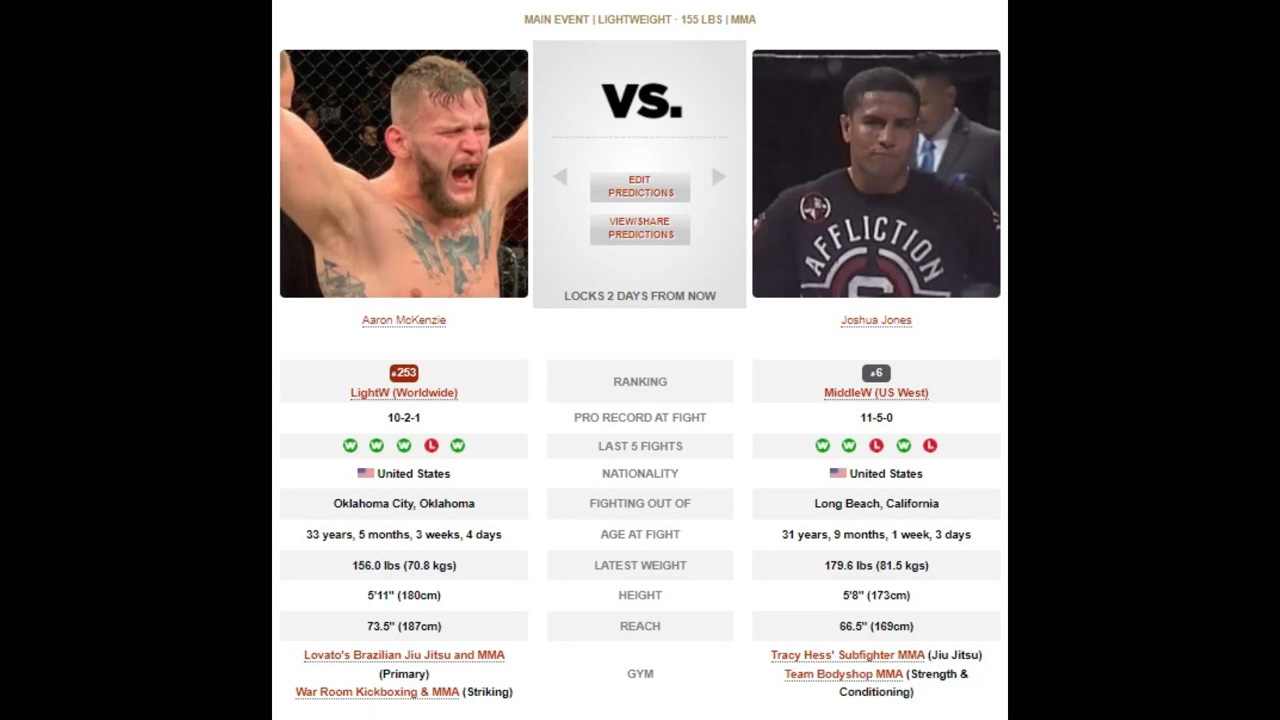 MAIN EVENT | LIGHTWEIGHT · 155 LBS | MMA
VS.
EDIT
PREDICTIONS
VIEW/SHARE
PREDICTIONS
LOCKS 2 DAYS FROM NOW
AFFLICTION
Aaron McKenzie
Joshua Jones
#253
LightW (Worldwide)
RANKING
#6
MiddleW (US West)
10-2-1
PRO RECORD AT FIGHT
11-5-0
W W W L W
LAST 5 FIGHTS
W W L W L
United States
NATIONALITY
United States
Oklahoma City, Oklahoma
FIGHTING OUT OF
Long Beach, California
33 years, 5 months, 3 weeks, 4 days
AGE AT FIGHT
31 years, 9 months, 1 week, 3 days
156.0 lbs (70.8 kgs)
LATEST WEIGHT
179.6 lbs (81.5 kgs)
5'11" (180cm)
HEIGHT
5'8" (173cm)
73.5" (187cm)
REACH
66.5" (169cm)
Lovato's Brazilian Jiu Jitsu and MMA
(Primary)
War Room Kickboxing & MMA (Striking)
GYM
Tracy Hess' Subfighter MMA (Jiu Jitsu)
Team Bodyshop MMA (Strength &
Conditioning)